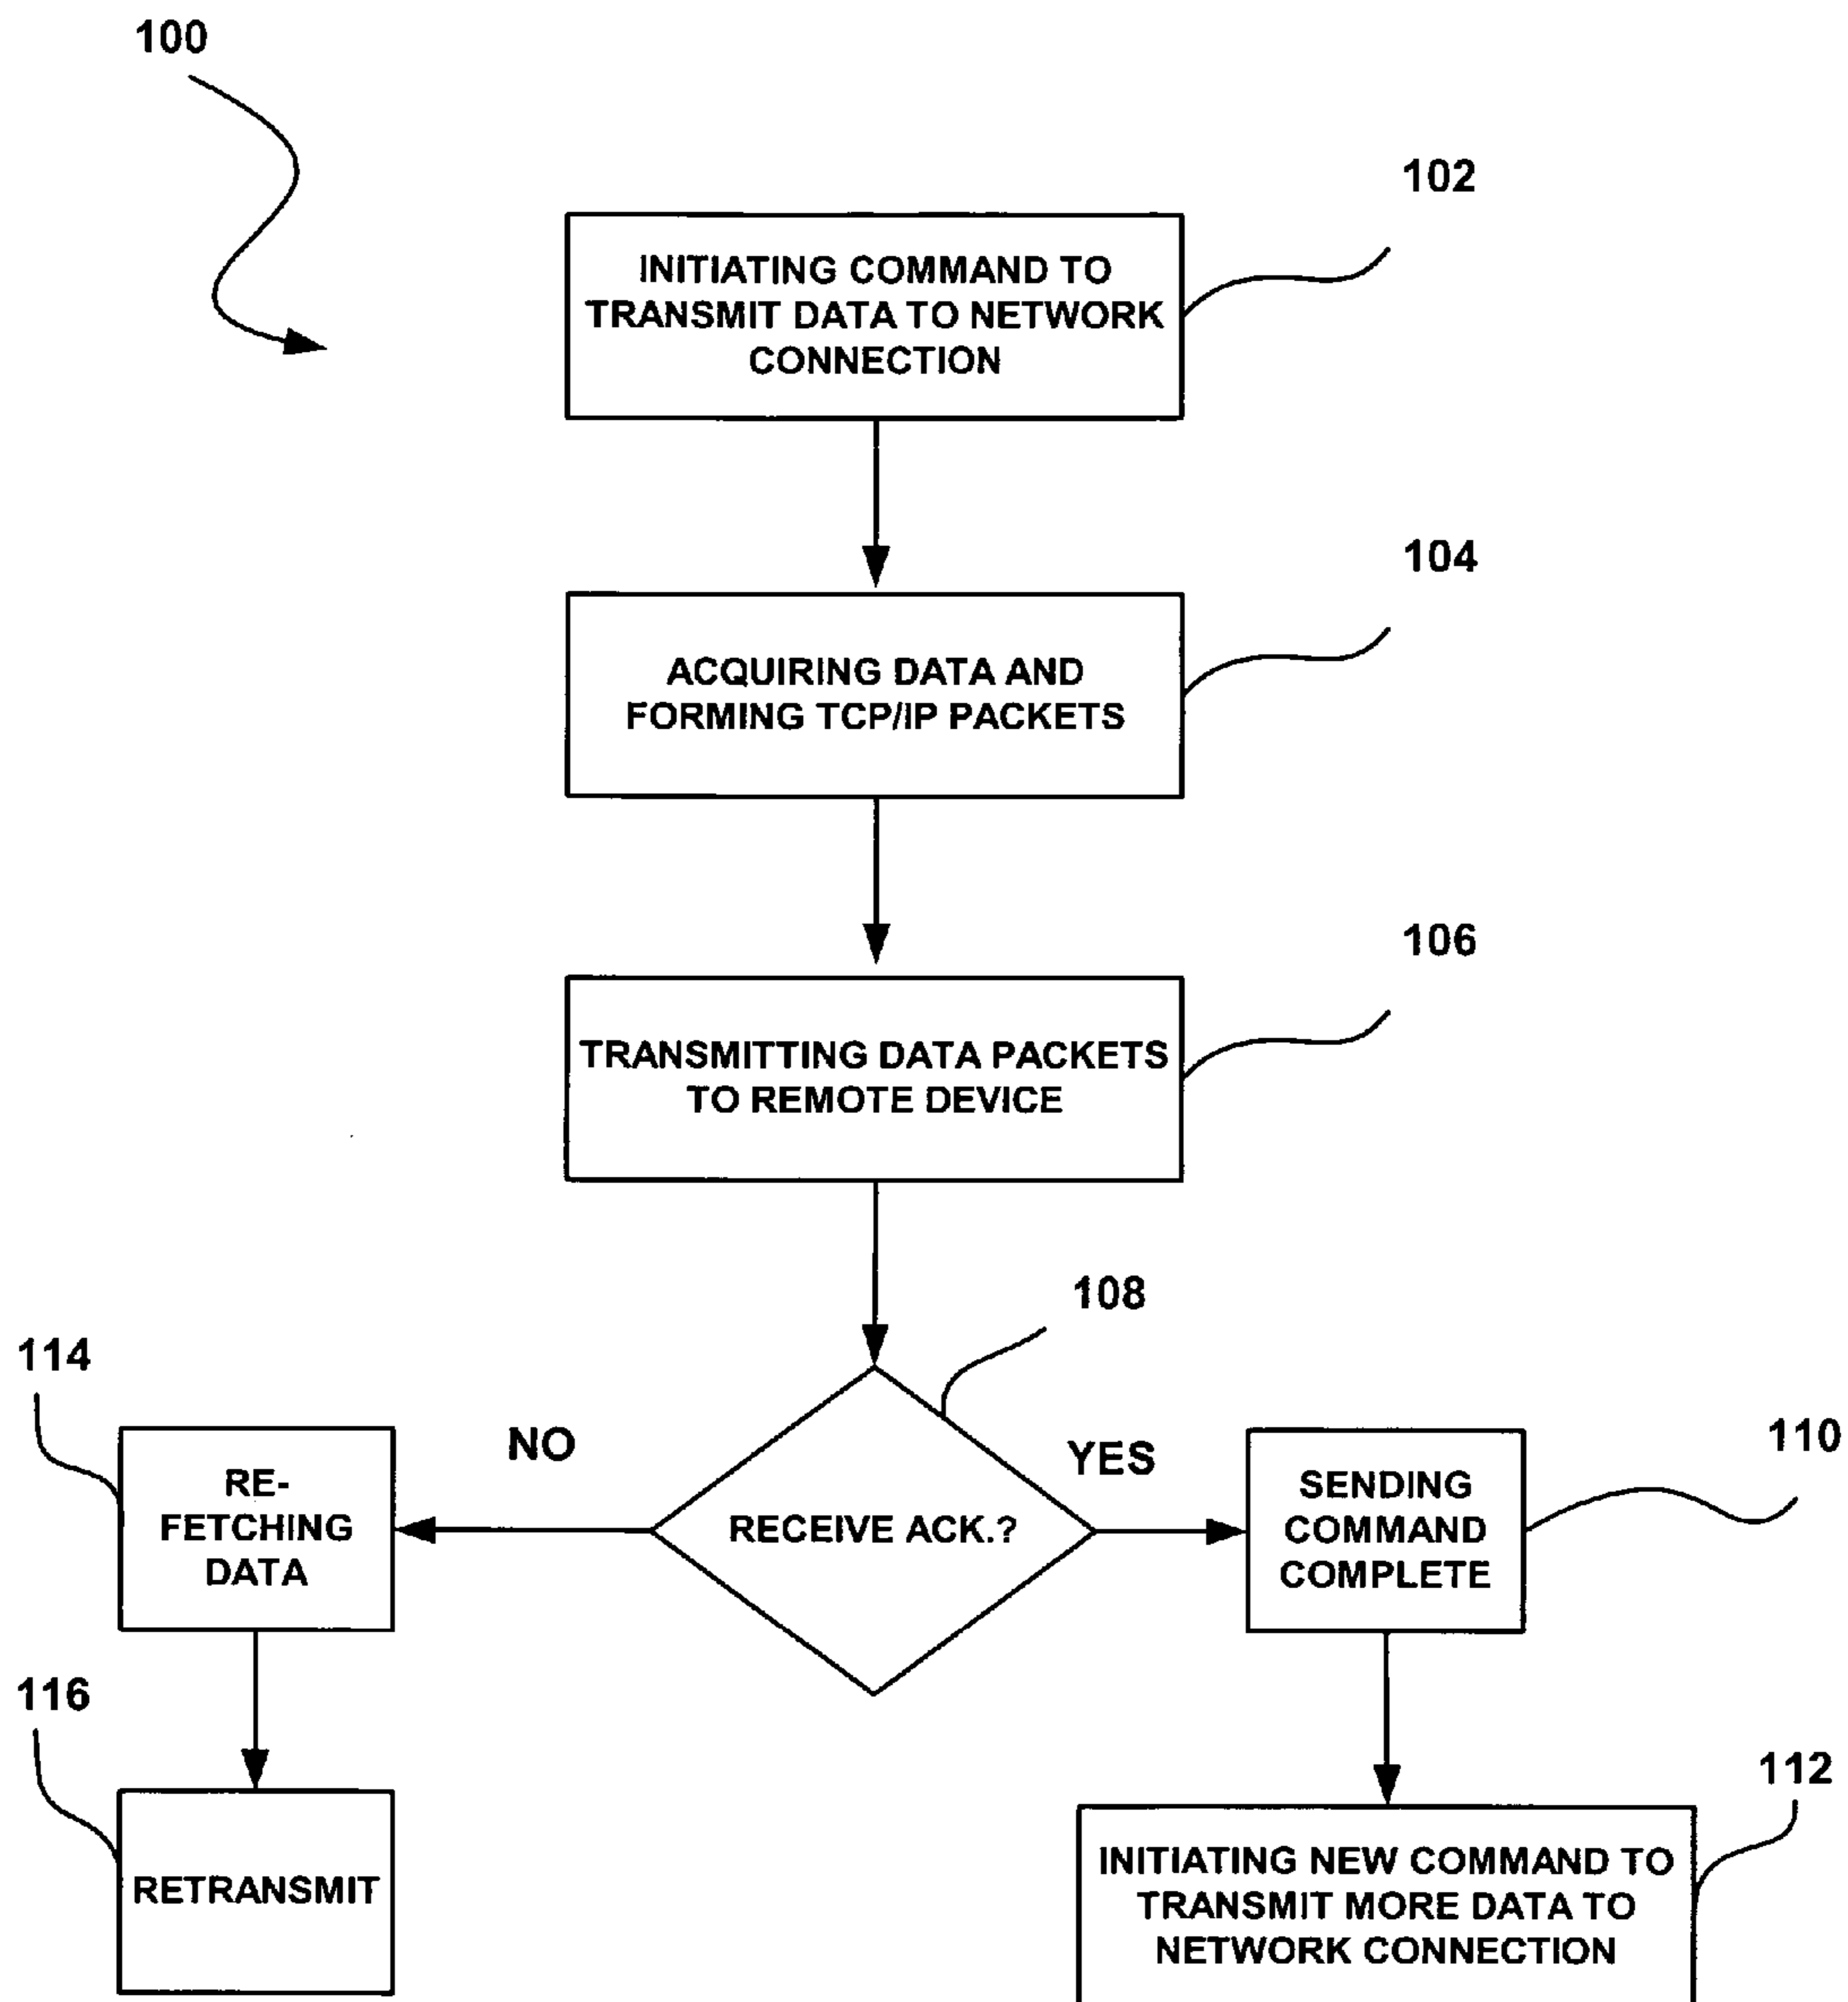 100
102
INITIATING COMMAND TO
TRANSMIT DATA TO NETWORK
CONNECTION
104
ACQUIRING DATA AND
FORMING TCP/IP PACKETS
106
TRANSMITTING DATA PACKETS
TO REMOTE DEVICE
108
114
NO
YES
110
RE-
FETCHING
DATA
RECEIVE ACK.?
SENDING
COMMAND
COMPLETE
116
112
RETRANSMIT
INITIATING NEW COMMAND TO
TRANSMIT MORE DATA TO
NETWORK CONNECTION